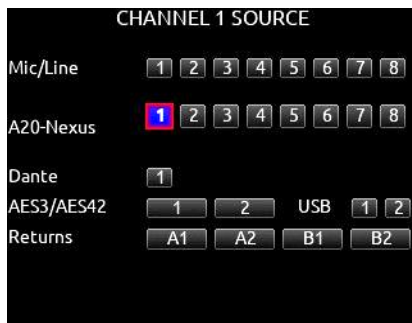 CHANNEL 1 SOURCE
Mic/Line 1 2 3 4 5 6 7 8
A20-Nexus 1 2 3 4 5 6 7 8
Dante 1
AES3/AES42 1 2 USB 1 2
Returns A1 A2 B1 B2